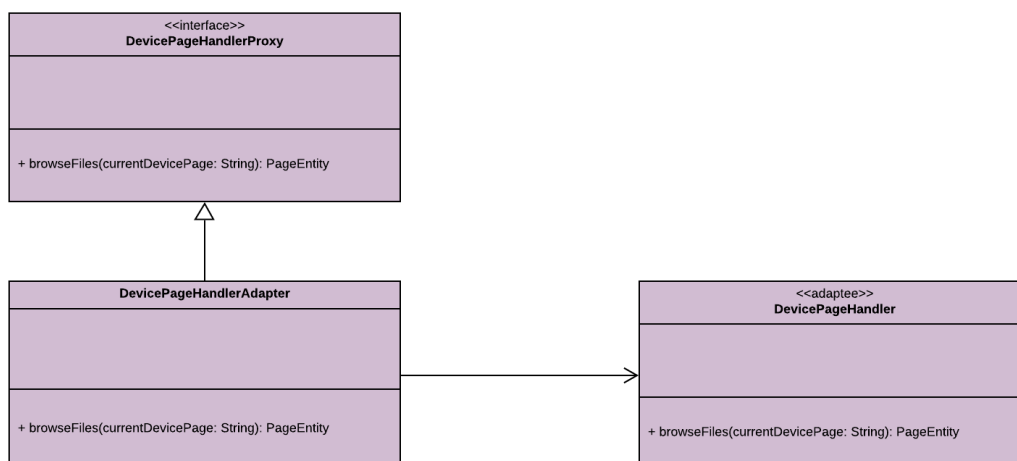 <<interface>>
DevicePageHandlerProxy
+ browseFiles(currentDevicePage: String): PageEntity
DevicePageHandlerAdapter
+ browseFiles(currentDevicePage: String): PageEntity
<<adaptee>>
DevicePageHandler
+ browseFiles(currentDevicePage: String): PageEntity